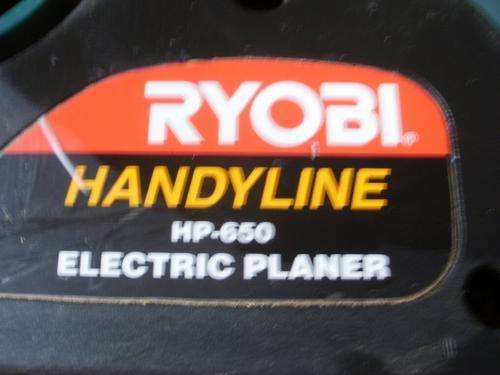 RYOBI
HANDYLINE
HP-650
ELECTRIC PLANER